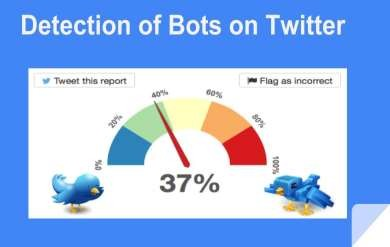 Detection of Bots on Twitter
Tweet this report
Flag as incorrect
0%
20%
40%
60%
80%
100%
37%